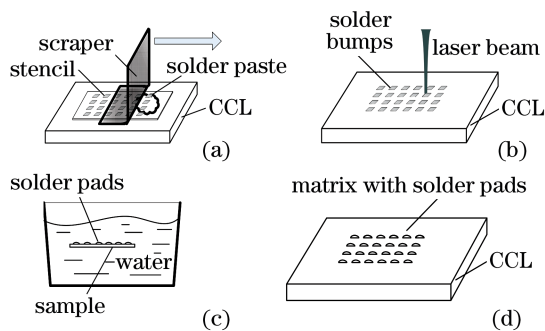 scraper
stencil
solder paste
CCL
(a)
solder
bumps
laser beam
CCL
(b)
solder pads
water
sample
(c)
matrix with solder pads
CCL
(d)